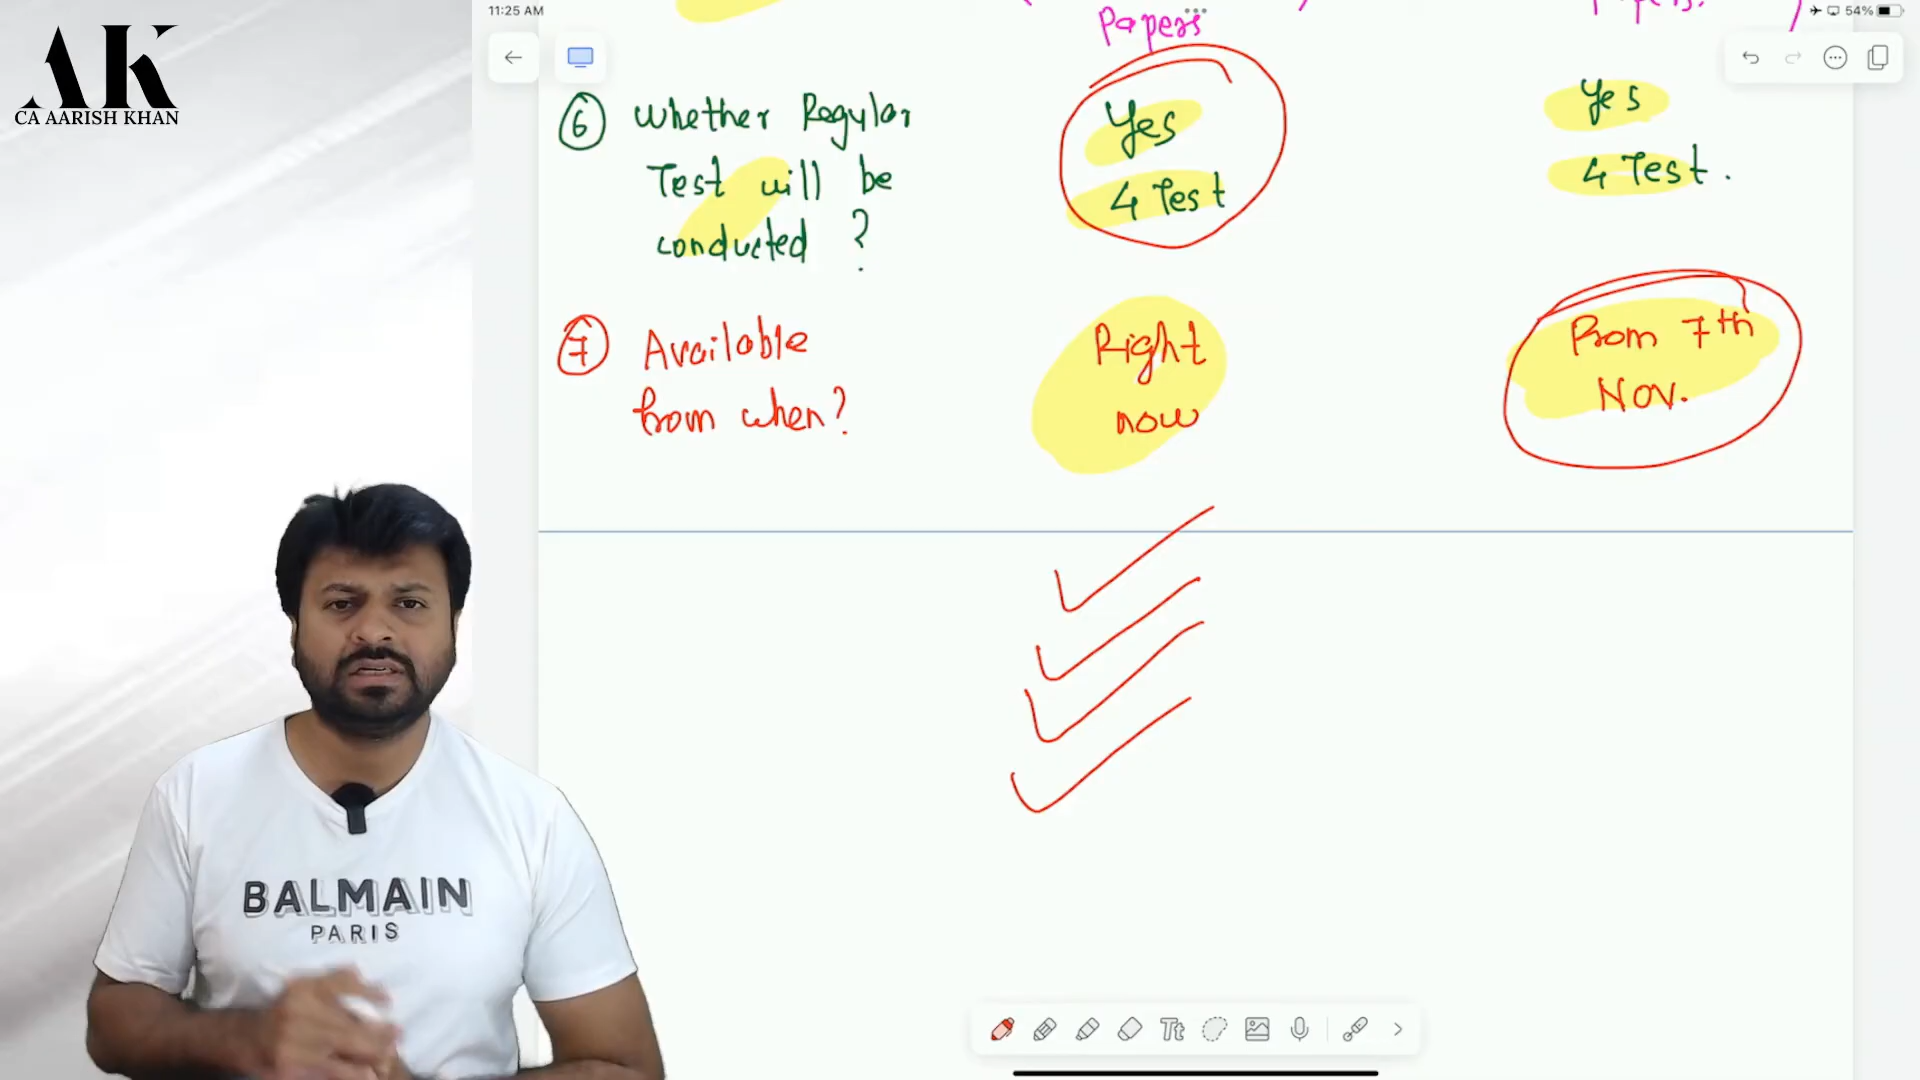 11:25 AM
54%
AK
CA AARISH KHAN
Papers
6 Whether Regular Yes Yes
Test will be 4 Test 4 Test.
conducted ?
7 Available Right From 7th
from when? now Nov.
BALMAIN
PARIS
Tt